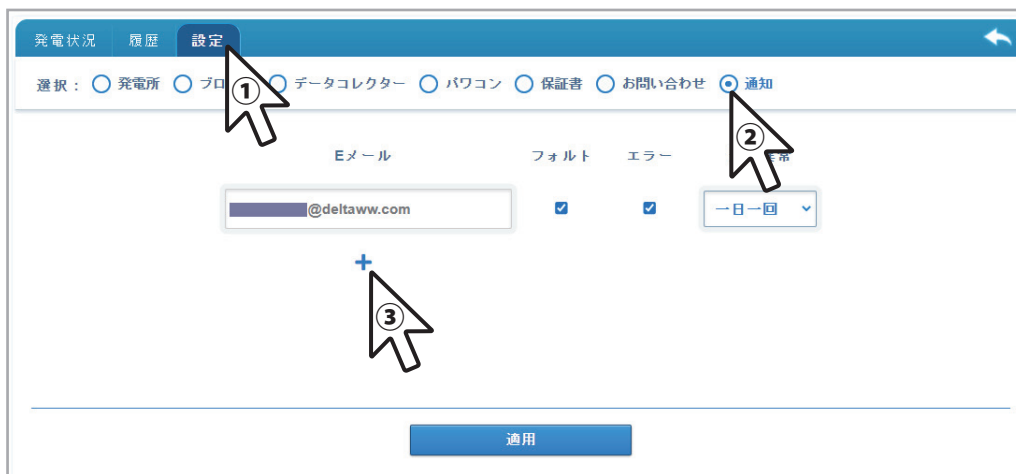 発電状況 履歴 設定
選択: 発電所 ブロ データコレクター パワコン 保証書 お問い合わせ 通知
①
②
Eメール フォルト エラー 常
@deltaww.com 一日一回
+
③
適用